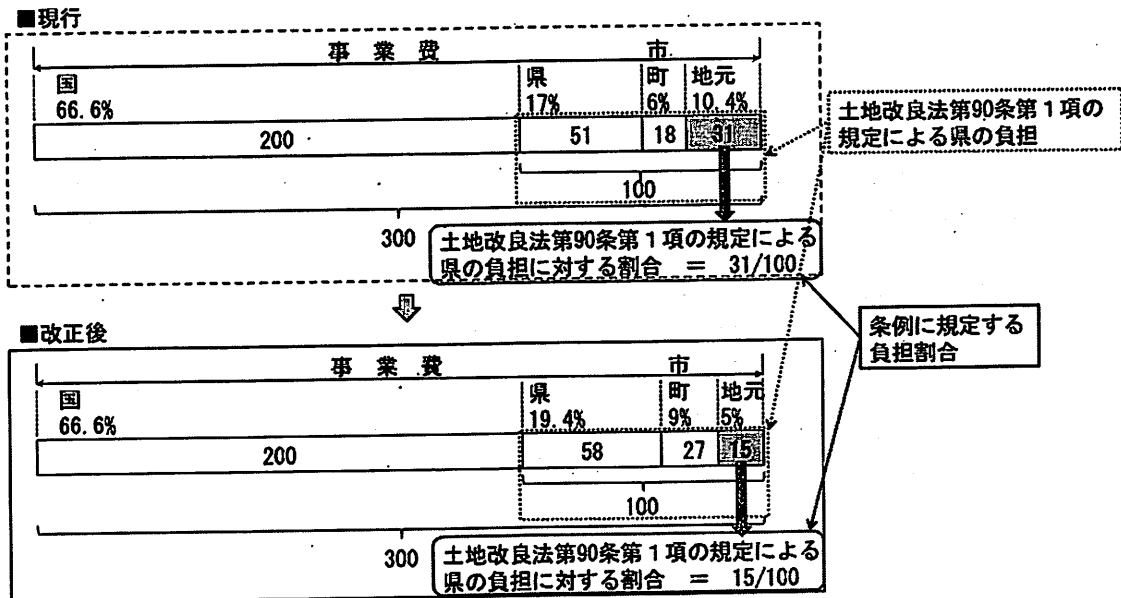 ■現行
事業費
国
66.6%
県
17%
市町
6%
地元
10.4%
200
51
18
31
100
300
土地改良法第90条第1項の規定による
県の負担に対する割合 = 31/100
土地改良法第90条第1項の
規定による県の負担
■改正後
事業費
国
66.6%
県
19.4%
市町
9%
地元
5%
200
58
27
15
100
300
土地改良法第90条第1項の規定による
県の負担に対する割合 = 15/100
条例に規定する
負担割合